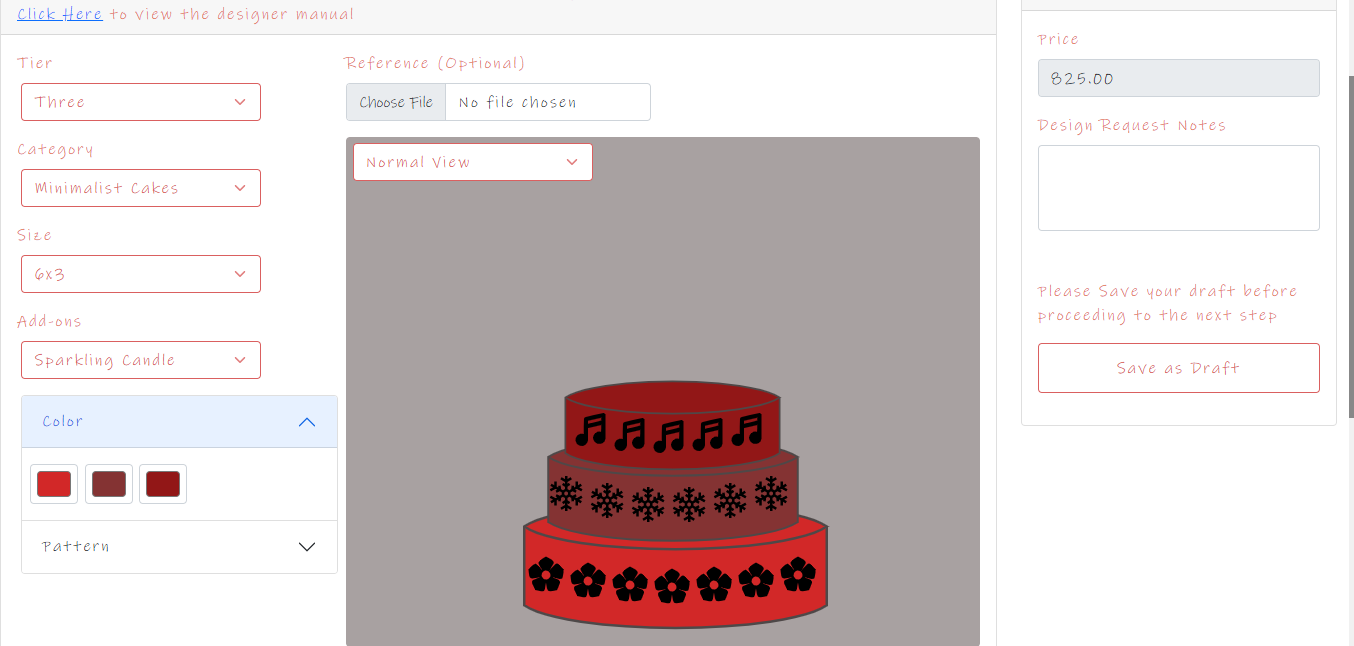 Click Here to view the designer manual
Tier
Three
Category
Minimalist Cakes
Size
6x3
Add-ons
Sparkling Candle
Color
Pattern
Reference (Optional)
Choose File No file chosen
Normal View
Price
825.00
Design Request Notes
Please Save your draft before
proceeding to the next step
Save as Draft